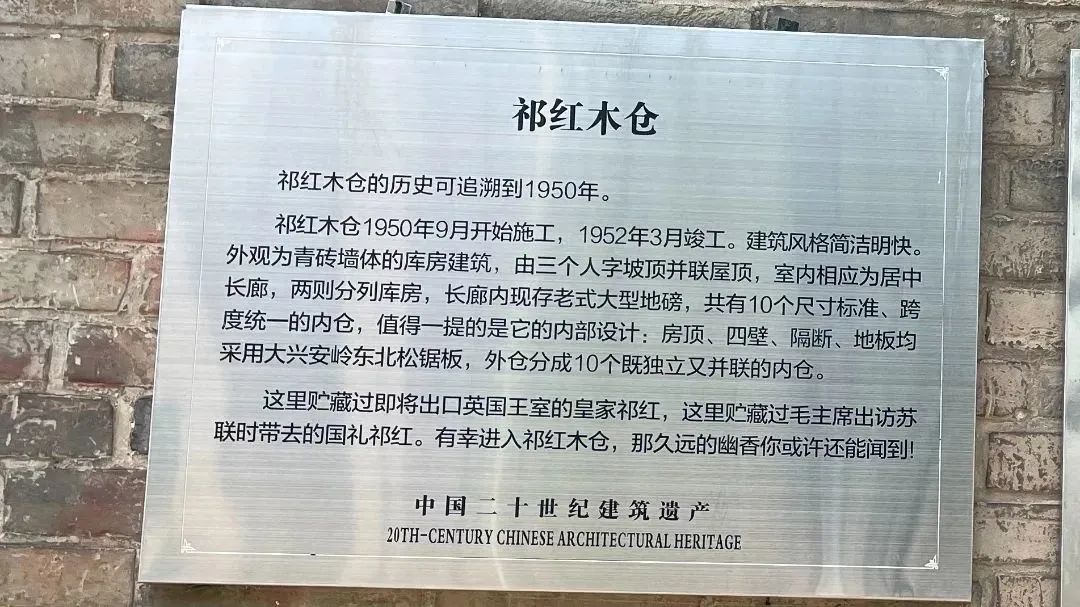 祁红木仓
祁红木仓的历史可追溯到1950年。
祁红木仓1950年9月开始施工，1952年3月竣工。建筑风格简洁明快。
外观为青砖墙体的库房建筑，由三个人字坡顶并联屋顶，室内相应为居中
长廊，两则分列库房，长廊内现存老式大型地磅，共有10个尺寸标准、跨
度统一的内仓，值得一提的是它的内部设计：房顶、四壁、隔断、地板均
采用大兴安岭东北松锯板，外仓分成10个既独立又并联的内仓。
这里贮藏过即将出口英国王室的皇家祁红，这里贮藏过毛主席出访苏
联时带去的国礼祁红。有幸进入祁红木仓，那久远的幽香你或许还能闻到!
中国二十世纪建筑遗产
20TH-CENTURY CHINESE ARCHITECTURAL HERITAGE